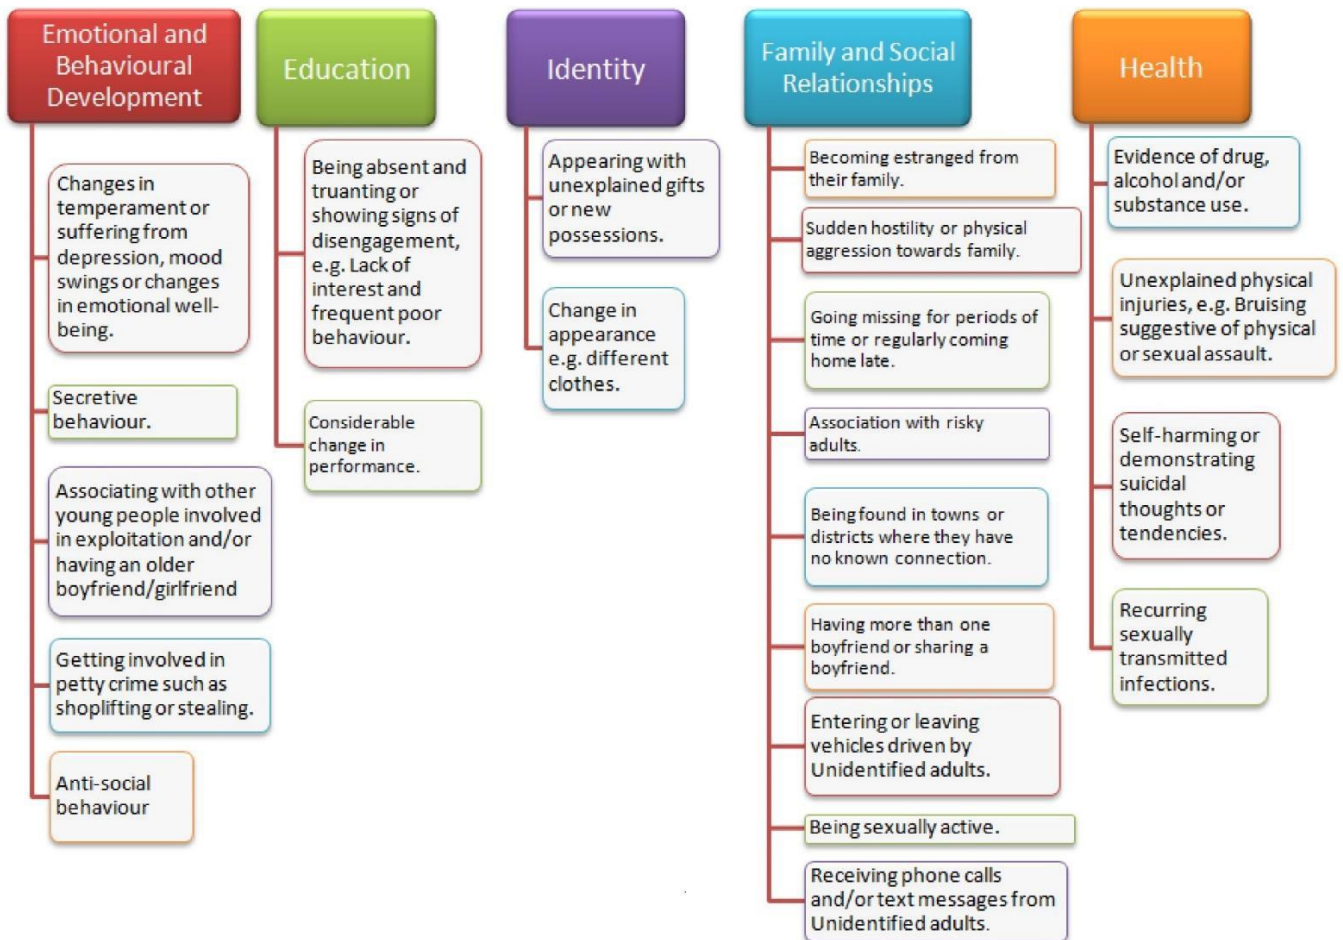 Emotional and
Behavioural
Development
Changes in
temperament or
suffering from
depression, mood
swings or changes
in emotional well-
being.
Secretive
behaviour.
Associating with other
young people involved
in exploitation and/or
having an older
boyfriend/girlfriend
Getting involved in
petty crime such as
shoplifting or stealing.
Anti-social
behaviour
Education
Being absent and
truanting or
showing signs of
disengagement,
e.g. Lack of
interest and
frequent poor
behaviour.
Considerable
change in
performance.
Identity
Appearing with
unexplained gifts
or new
possessions.
Change in
appearance
e.g. different
clothes.
Family and Social
Relationships
Becoming estranged from
their family.
Sudden hostility or physical
aggression towards family.
Going missing for periods of
time or regularly coming
home late.
Association with risky
adults.
Being found in towns or
districts where they have
no known connection.
Having more than one
boyfriend or sharing a
boyfriend.
Entering or leaving
vehicles driven by
Unidentified adults.
Being sexually active.
Receiving phone calls
and/or text messages from
Unidentified adults.
Health
Evidence of drug,
alcohol and/or
substance use.
Unexplained physical
injuries, e.g. Bruising
suggestive of physical
or sexual assault.
Self-harming or
demonstrating
suicidal
thoughts or
tendencies.
Recurring
sexually
transmitted
infections.